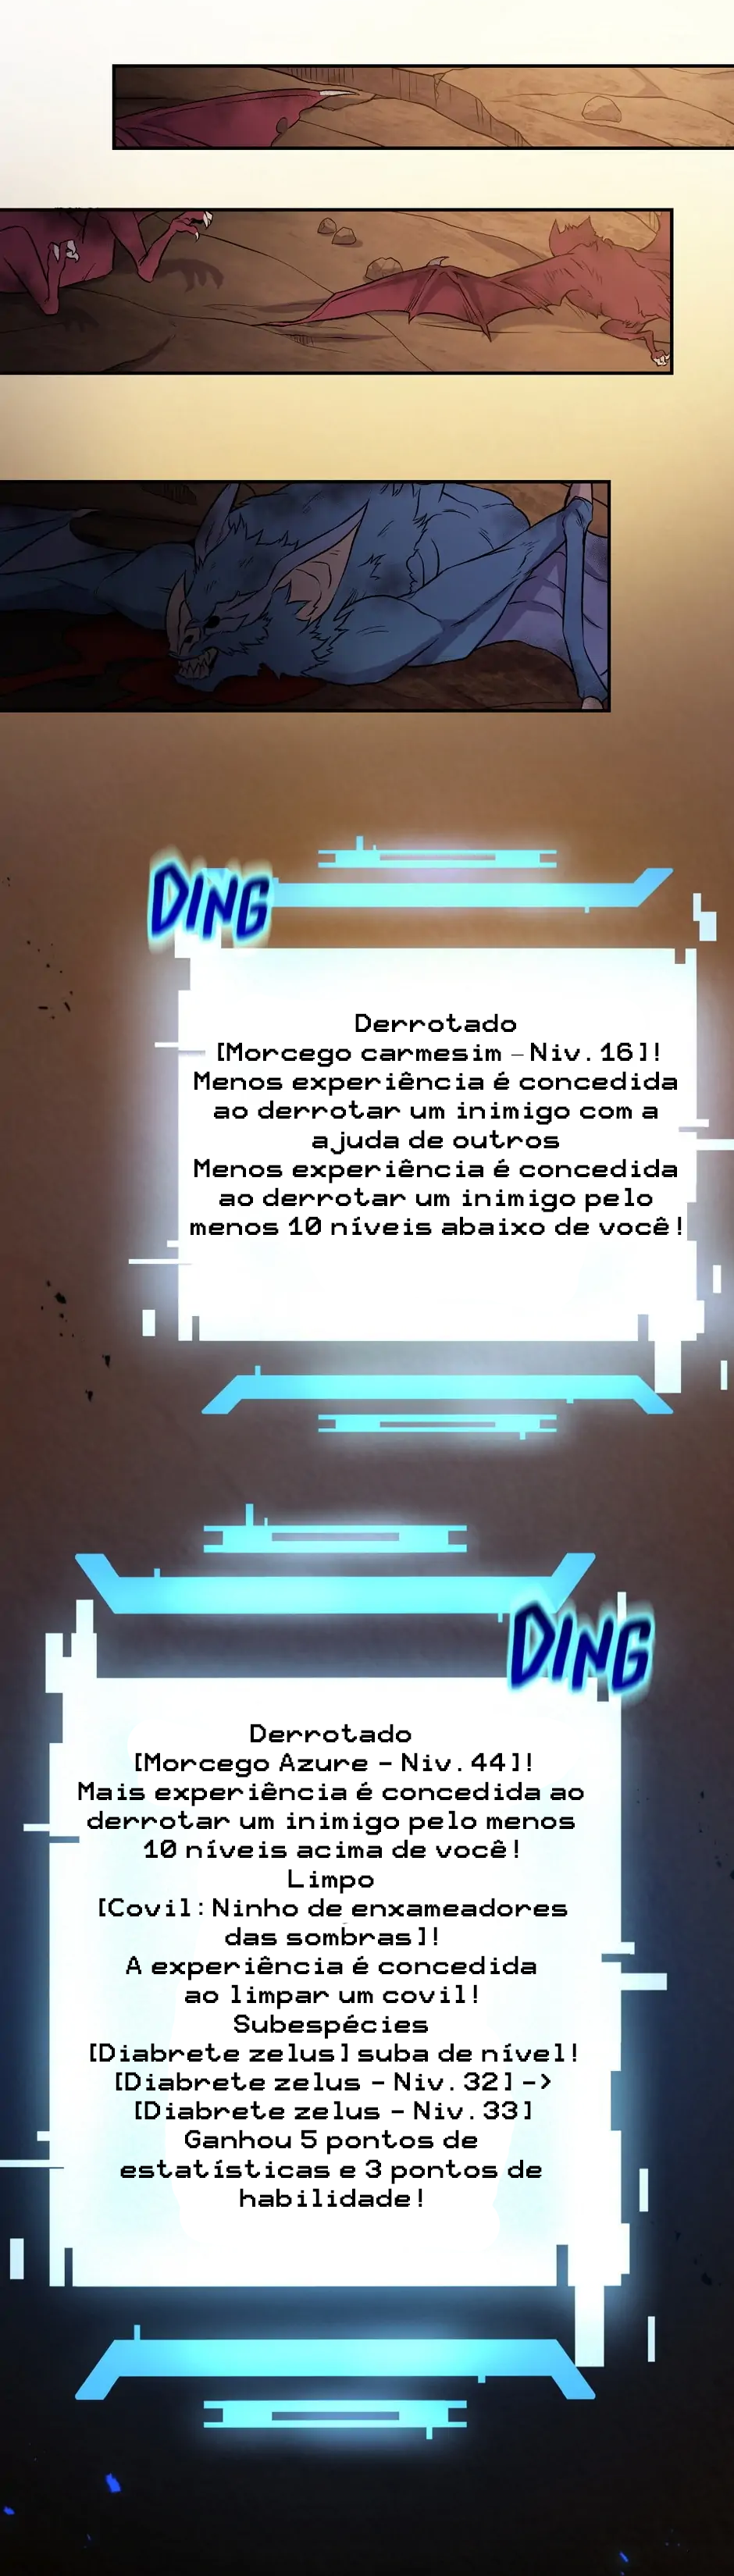 DING
Derrotado
[Morcego carmesim - Niv.16]!
Menos experiência é concedida
ao derrotar um inimigo com a
ajuda de outros
Menos experiência é concedida
ao derrotar um inimigo pelo
menos 10 níveis abaixo de você!
DING
Derrotado
[Morcego Azure - Niv.44]!
Mais experiência é concedida ao
derrotar um inimigo pelo menos
10 níveis acima de você!
Limpo
[Covil: Ninho de enxameadores
das sombras]!
A experiência é concedida
ao limpar um covil!
Subespécies
[Diabrete zelus] suba de nível!
[Diabrete zelus - Niv.32] ->
[Diabrete zelus - Niv.33]
Ganhou 5 pontos de
estatísticas e 3 pontos de
habilidade!